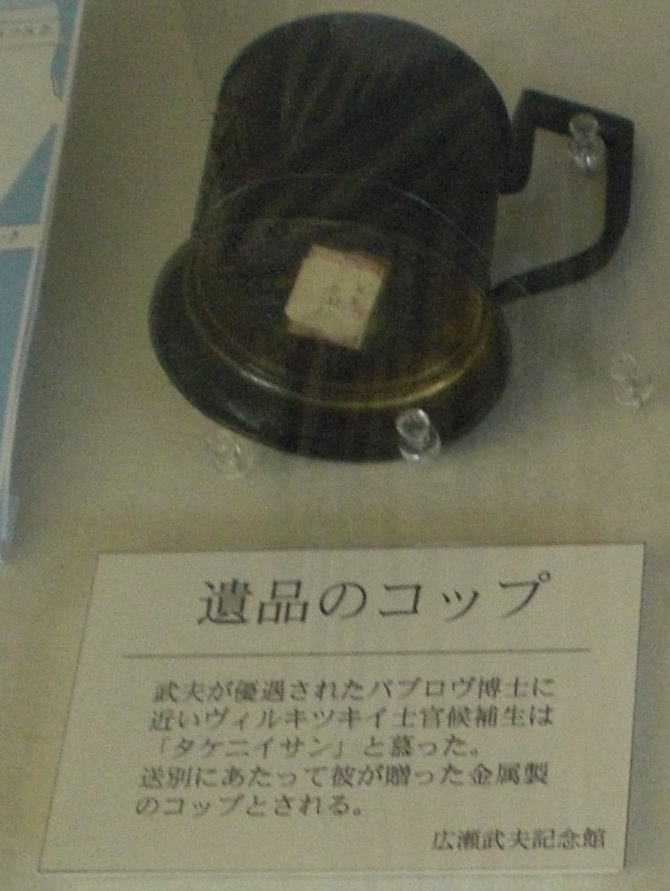 遺品のコップ
武夫が優遇されたパブロヴ博士に
近いヴィルキツキイ士官候補生は
「タケニイサン」と慕った。
送別にあたって彼が贈った金属製
のコップとされる。
広瀬武夫記念館